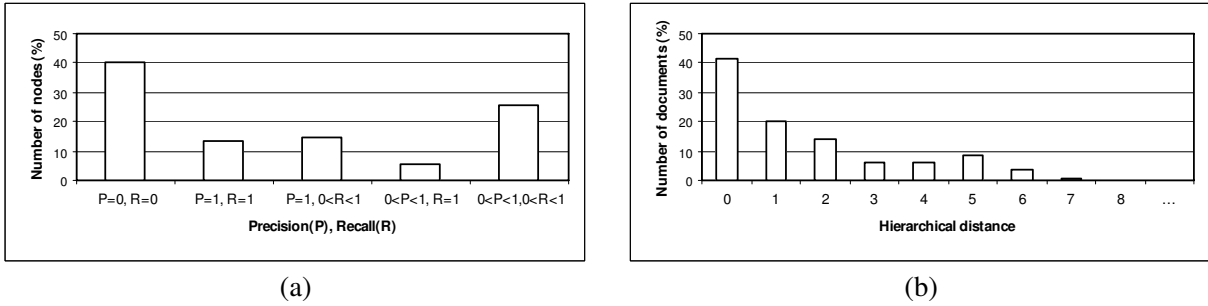 Number of nodes (%)
50
40
30
20
10
0
P=0, R=0 P=1, R=1 P=1, 0<R<1 0<P<1, R=1 0<P<1,0<R<1
Precision(P), Recall(R)
(a)
Number of documents (%)
50
40
30
20
10
0
0 1 2 3 4 5 6 7 8 ...
Hierarchical distance
(b)